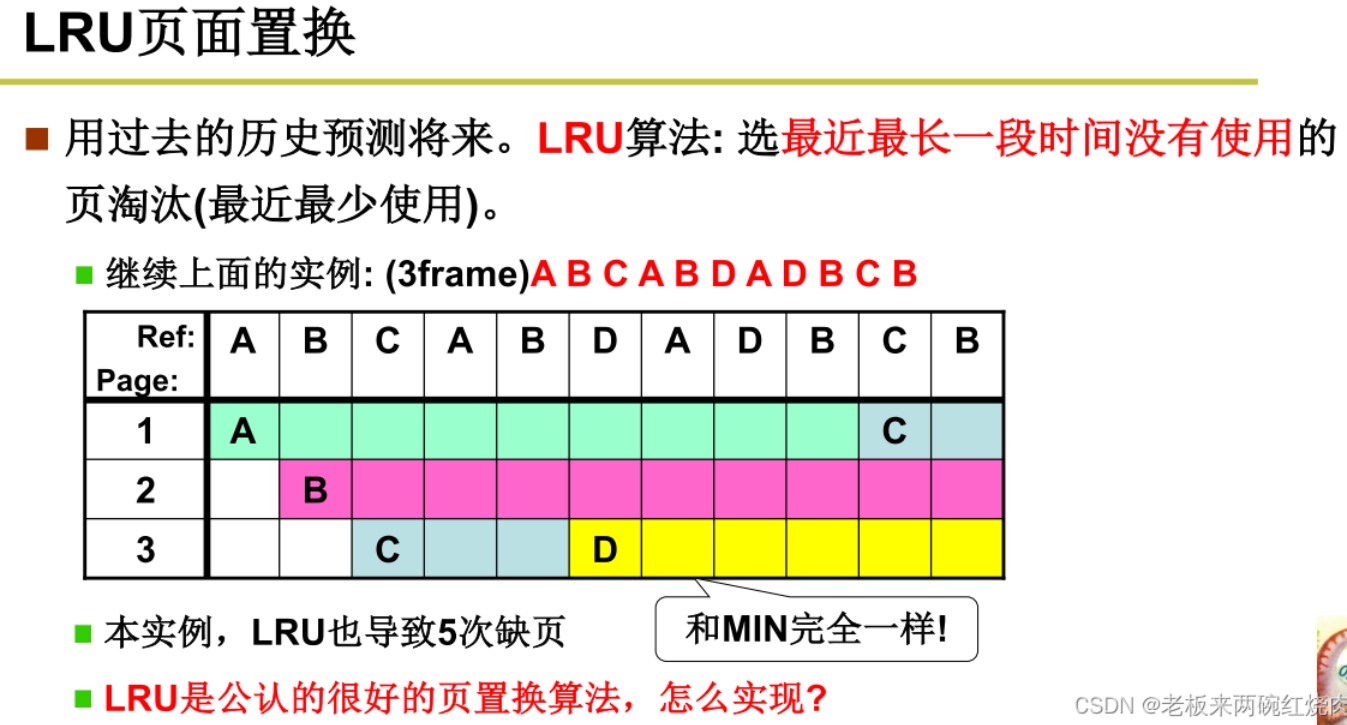 LRU页面置换
用过去的历史预测将来。LRU算法: 选最近最长一段时间没有使用的
页淘汰(最近最少使用)。
继续上面的实例: (3frame)A B C A B D A D B C B
Ref: A B C A B D A D B C B
Page:
1 A C
2 B
3 C D
和MIN完全一样!
本实例，LRU也导致5次缺页
LRU是公认的很好的页置换算法，怎么实现?
CSDN @老板来两碗红烧肉